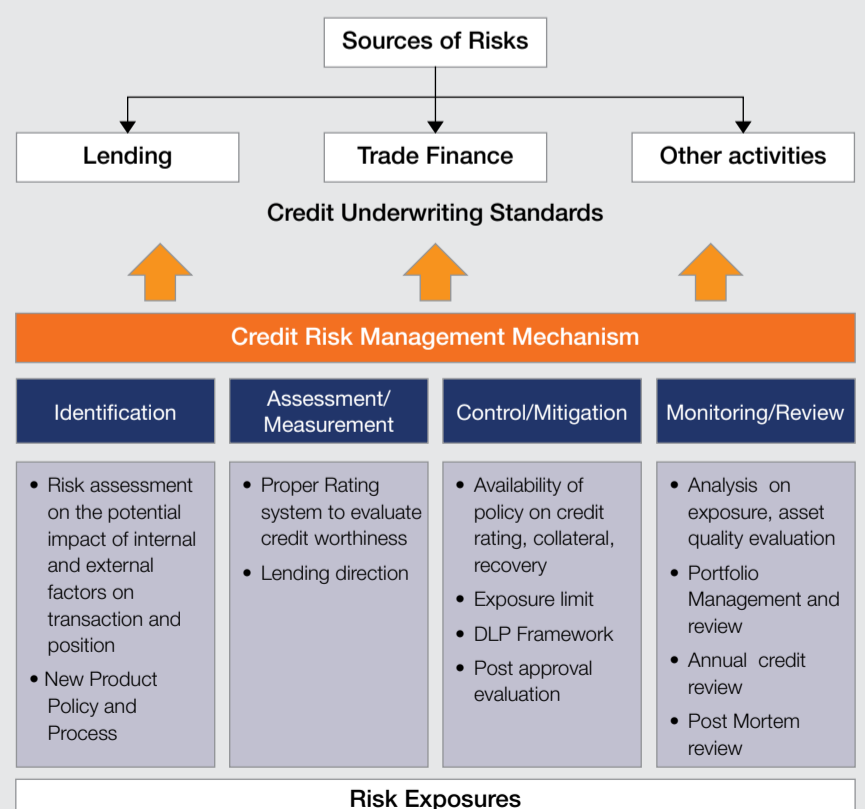 Sources of Risks
Lending
Trade Finance
Other activities
Credit Underwriting Standards
Credit Risk Management Mechanism
Identification
Assessment/
Measurement
Control/Mitigation
Monitoring/Review
• Risk assessment
on the potential
impact of internal
and external
factors on
transaction and
position
• New Product
Policy and
Process
• Proper Rating
system to evaluate
credit worthiness
• Lending direction
• Availability of
policy on credit
rating, collateral,
recovery
• Exposure limit
• DLP Framework
• Post approval
evaluation
• Analysis on
exposure, asset
quality evaluation
• Portfolio
Management and
review
• Annual credit
review
• Post Mortem
review
Risk Exposures